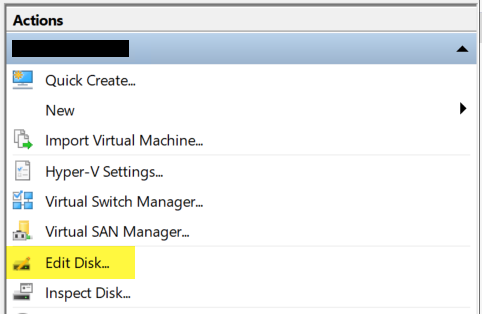 Actions
Quick Create...
New
Import Virtual Machine...
Hyper-V Settings...
Virtual Switch Manager...
Virtual SAN Manager...
Edit Disk...
Inspect Disk...